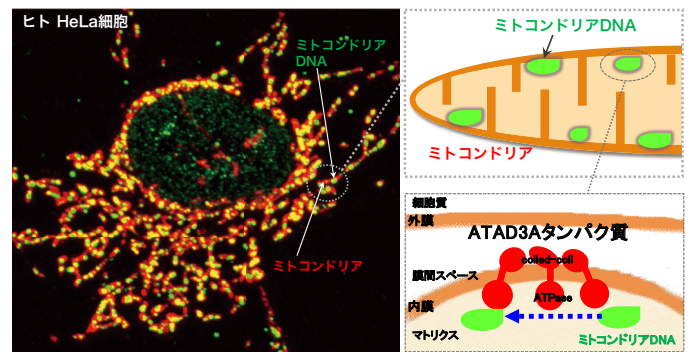 ヒト HeLa細胞
ミトコンドリア
DNA
ミトコンドリア
ミトコンドリアDNA
ミトコンドリア
細胞質
外膜
ATAD3Aタンパク質
coiled-coil
膜間スペース
ATPase
内膜
マトリクス
ミトコンドリアDNA